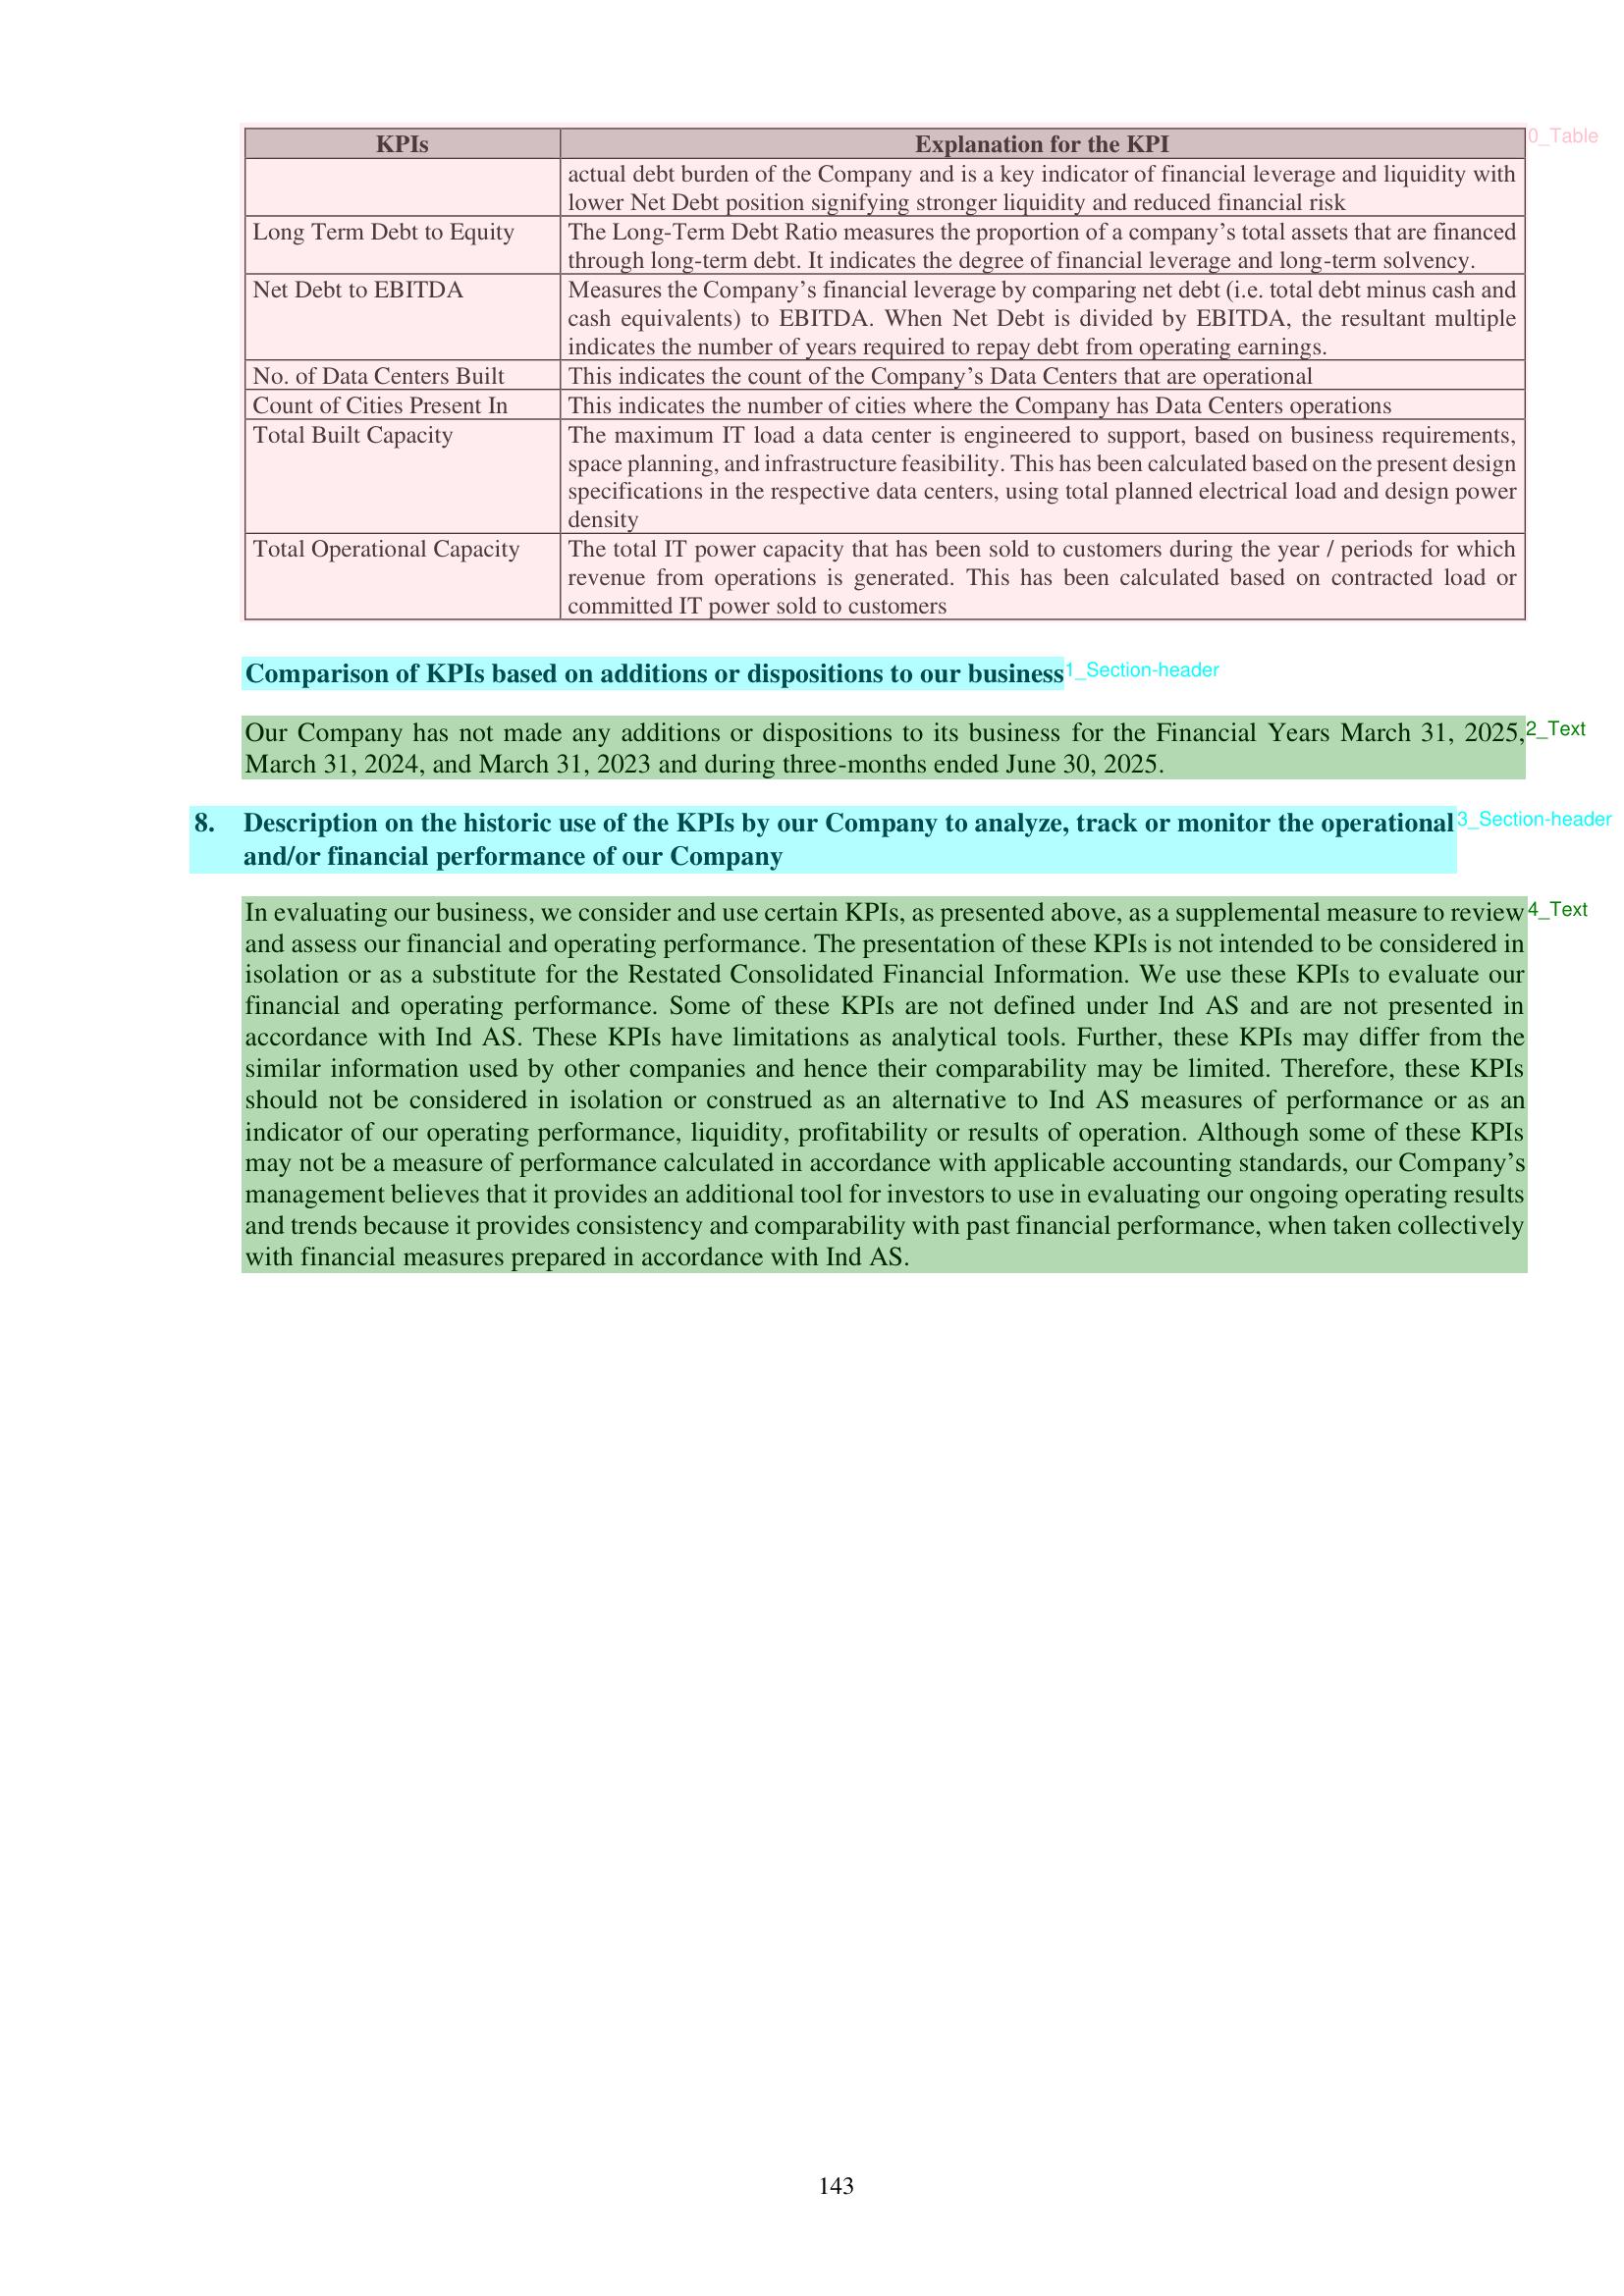 KPIs Explanation for the KPI 0_Table
actual debt burden of the Company and is a key indicator of financial leverage and liquidity with
lower Net Debt position signifying stronger liquidity and reduced financial risk
Long Term Debt to Equity The Long-Term Debt Ratio measures the proportion of a company’s total assets that are financed
through long-term debt. It indicates the degree of financial leverage and long-term solvency.
Net Debt to EBITDA Measures the Company’s financial leverage by comparing net debt (i.e. total debt minus cash and
cash equivalents) to EBITDA. When Net Debt is divided by EBITDA, the resultant multiple
indicates the number of years required to repay debt from operating earnings.
No. of Data Centers Built This indicates the count of the Company’s Data Centers that are operational
Count of Cities Present In This indicates the number of cities where the Company has Data Centers operations
Total Built Capacity The maximum IT load a data center is engineered to support, based on business requirements,
space planning, and infrastructure feasibility. This has been calculated based on the present design
specifications in the respective data centers, using total planned electrical load and design power
density
Total Operational Capacity The total IT power capacity that has been sold to customers during the year / periods for which
revenue from operations is generated. This has been calculated based on contracted load or
committed IT power sold to customers
Comparison of KPIs based on additions or dispositions to our business 1_Section-header
Our Company has not made any additions or dispositions to its business for the Financial Years March 31, 2025, 2_Text
March 31, 2024, and March 31, 2023 and during three-months ended June 30, 2025.
8. Description on the historic use of the KPIs by our Company to analyze, track or monitor the operational 3_Section-header
and/or financial performance of our Company
In evaluating our business, we consider and use certain KPIs, as presented above, as a supplemental measure to review 4_Text
and assess our financial and operating performance. The presentation of these KPIs is not intended to be considered in
isolation or as a substitute for the Restated Consolidated Financial Information. We use these KPIs to evaluate our
financial and operating performance. Some of these KPIs are not defined under Ind AS and are not presented in
accordance with Ind AS. These KPIs have limitations as analytical tools. Further, these KPIs may differ from the
similar information used by other companies and hence their comparability may be limited. Therefore, these KPIs
should not be considered in isolation or construed as an alternative to Ind AS measures of performance or as an
indicator of our operating performance, liquidity, profitability or results of operation. Although some of these KPIs
may not be a measure of performance calculated in accordance with applicable accounting standards, our Company’s
management believes that it provides an additional tool for investors to use in evaluating our ongoing operating results
and trends because it provides consistency and comparability with past financial performance, when taken collectively
with financial measures prepared in accordance with Ind AS.
143